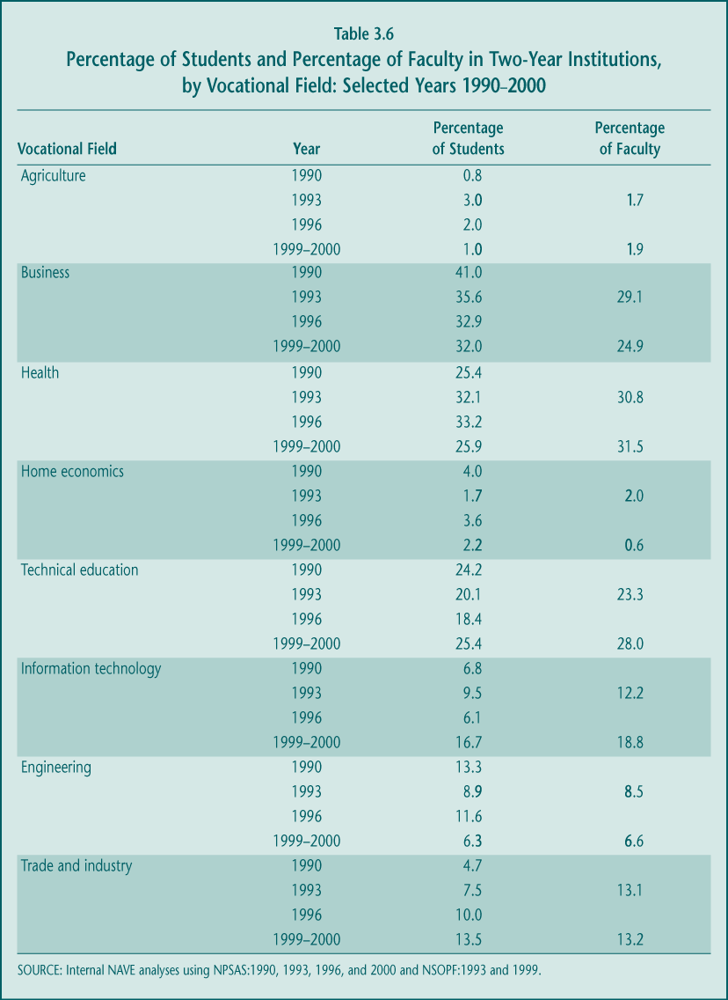 Table 3.6
Percentage of Students and Percentage of Faculty in Two-Year Institutions,
by Vocational Field: Selected Years 1990–2000
Percentage Percentage
Vocational Field Year of Students of Faculty
Agriculture 1990 0.8
1993 3.0 1.7
1996 2.0
1999–2000 1.0 1.9
Business 1990 41.0
1993 35.6 29.1
1996 32.9
1999–2000 32.0 24.9
Health 1990 25.4
1993 32.1 30.8
1996 33.2
1999–2000 25.9 31.5
Home economics 1990 4.0
1993 1.7 2.0
1996 3.6
1999–2000 2.2 0.6
Technical education 1990 24.2
1993 20.1 23.3
1996 18.4
1999–2000 25.4 28.0
Information technology 1990 6.8
1993 9.5 12.2
1996 6.1
1999–2000 16.7 18.8
Engineering 1990 13.3
1993 8.9 8.5
1996 11.6
1999–2000 6.3 6.6
Trade and industry 1990 4.7
1993 7.5 13.1
1996 10.0
1999–2000 13.5 13.2
SOURCE: Internal NAVE analyses using NPSAS:1990, 1993, 1996, and 2000 and NSOPF:1993 and 1999.